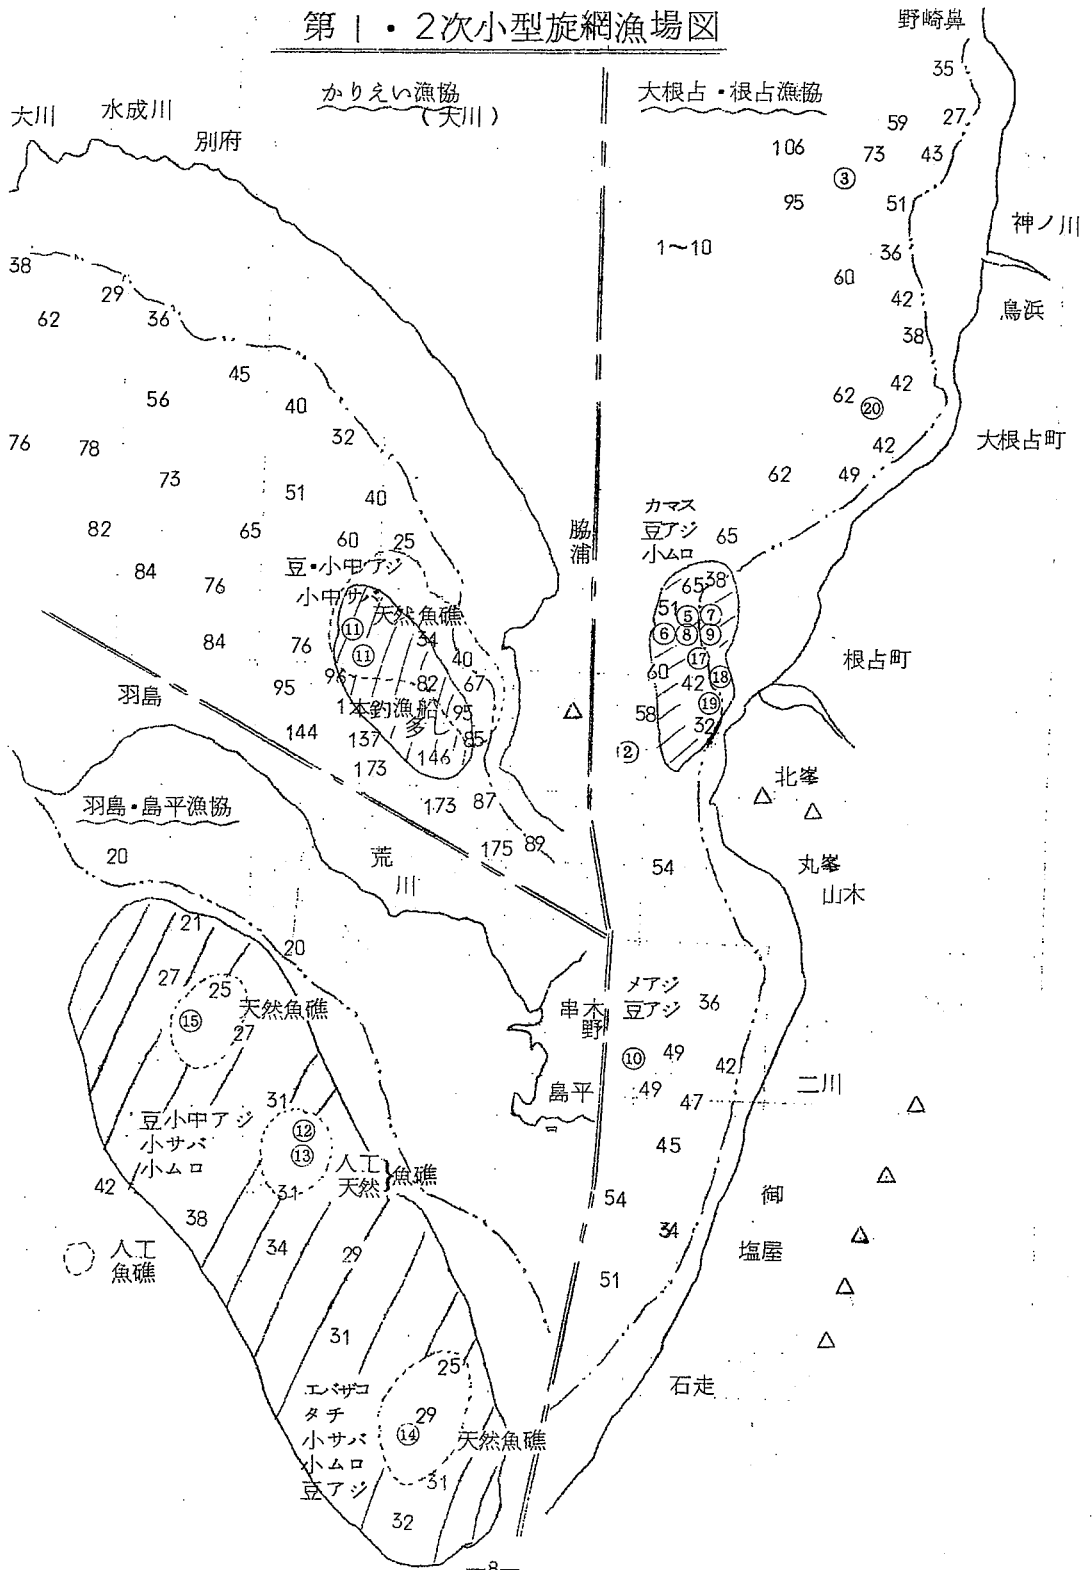 第1・2次小型旋網漁場図
野崎鼻
かりえい漁協
(大川)
大根占・根占漁協
大川
水成川
別府
35
59
27
106
73
43
③
95
51
神ノ川
1〜10
36
60
42
鳥浜
38
38
29
62
36
45
56
40
32
62
42
⑳
42
大根占町
76
78
73
51
40
62
49
82
65
60
25
カマス
豆アジ
小ムロ
65
脇浦
84
76
豆・小中アジ
小中サバ
天然魚礁
⑪
34
⑪
84
76
40
96
82
67
95
1本釣漁船
多し
95
85
144
137
146
173
173
87
175
89
65
38
51
⑤
⑦
⑥
⑧
⑨
⑰
60
42
⑱
⑲
58
32
②
根占町
北峯
丸峯
山木
54
羽島
羽島・島平漁協
荒川
20
21
20
27
25
天然魚礁
⑮
27
串木野
島平
メアジ
豆アジ
36
⑩
49
42
49
47
二川
45
31
豆小中アジ
小サバ
小ムロ
⑫
⑬
人工
天然}魚礁
31
42
38
34
29
54
34
御
塩屋
51
人工
魚礁
31
25
エバザコ
タチ
小サバ
小ムロ
豆アジ
29
⑭
天然魚礁
31
32
石走
—8—